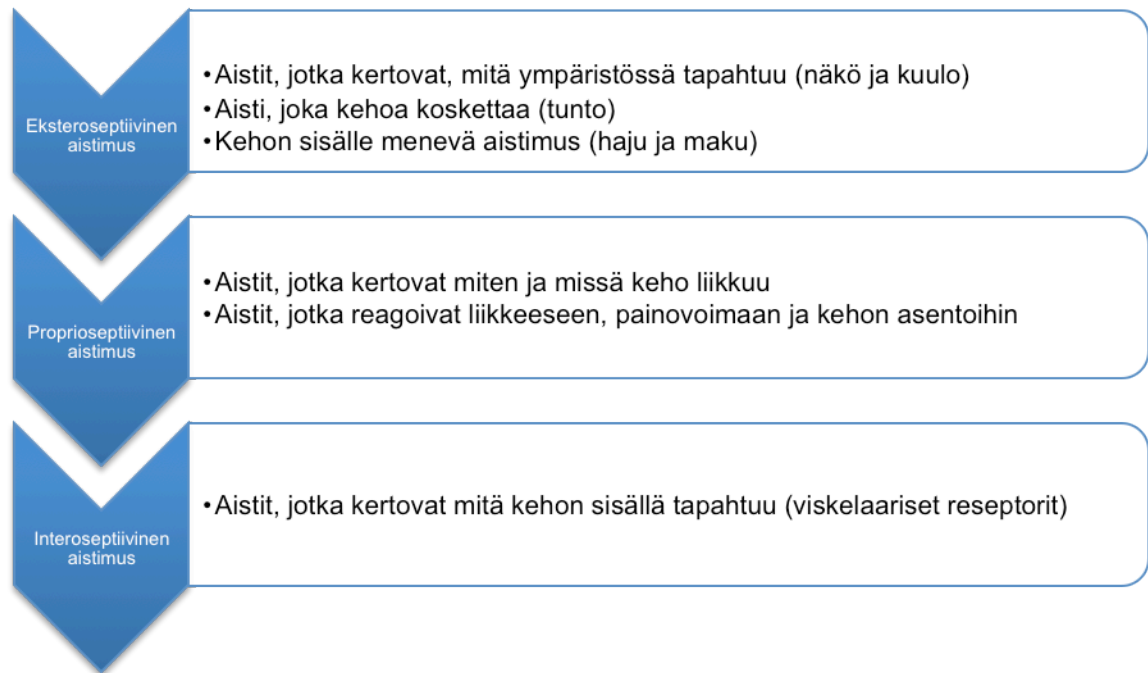 Eksteroseptiivinen
aistimus
•Aistit, jotka kertovat, mitä ympäristössä tapahtuu (näkö ja kuulo)
•Aisti, joka kehoa koskettaa (tunto)
•Kehon sisälle menevä aistimus (haju ja maku)
Proprioseptiivinen
aistimus
•Aistit, jotka kertovat miten ja missä keho liikkuu
•Aistit, jotka reagoivat liikkeeseen, painovoimaan ja kehon asentoihin
Interoseptiivinen
aistimus
•Aistit, jotka kertovat mitä kehon sisällä tapahtuu (viskelaariset reseptorit)